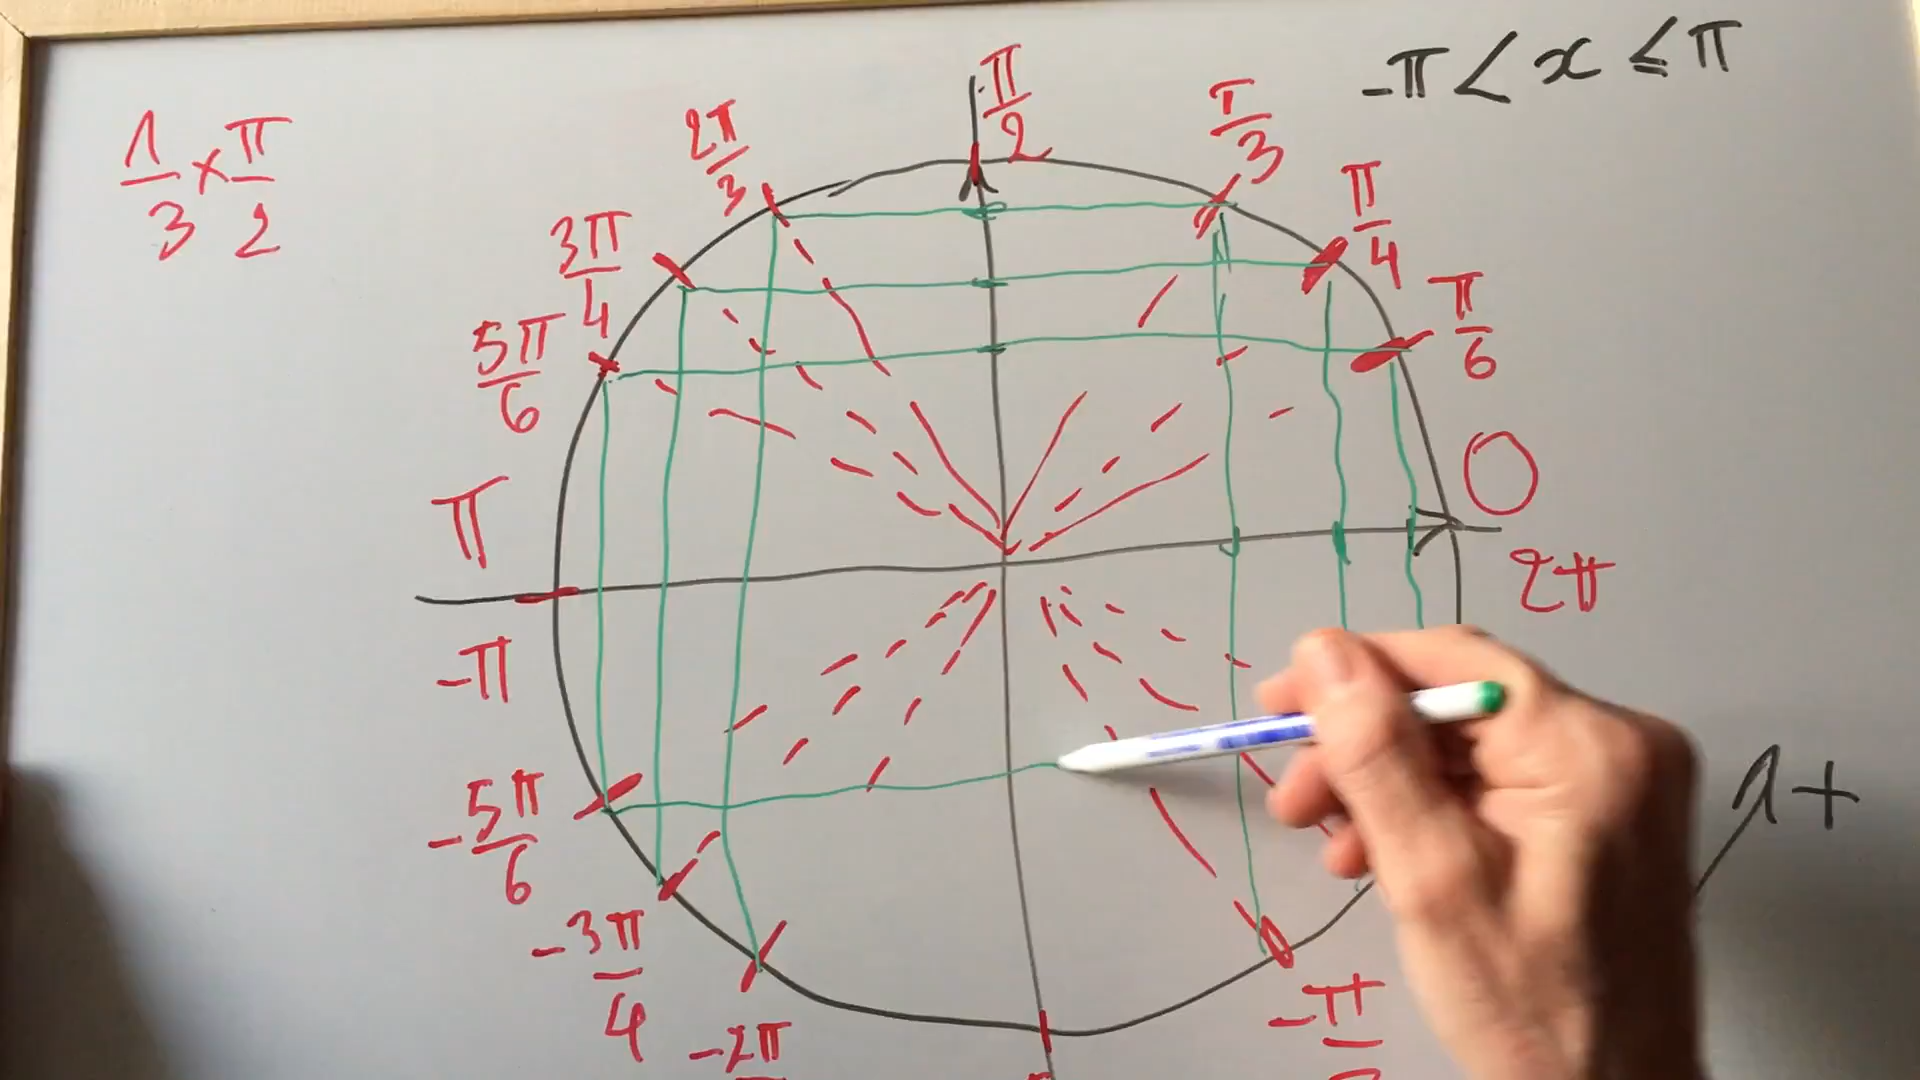 -π < x ≤ π
1/3 × π/2
π/2
2π/3
π/3
3π/4
π/4
5π/6
π/6
0
π
2π
-π
1+
-5π/6
-3π/4
-2π
-π